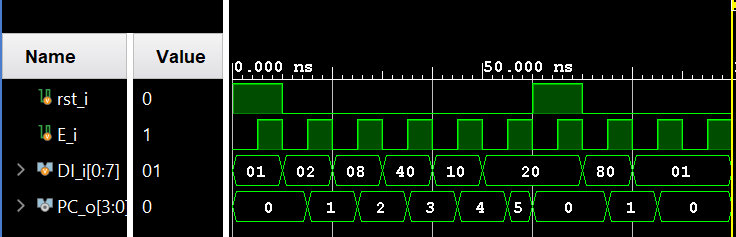 Name Value 0.000 ns 50.000 ns
rst_i 0
E_i 1
DI_i[0:7] 01 01 02 08 40 10 20 80 01
PC_o[3:0] 0 0 1 2 3 4 5 0 1 0